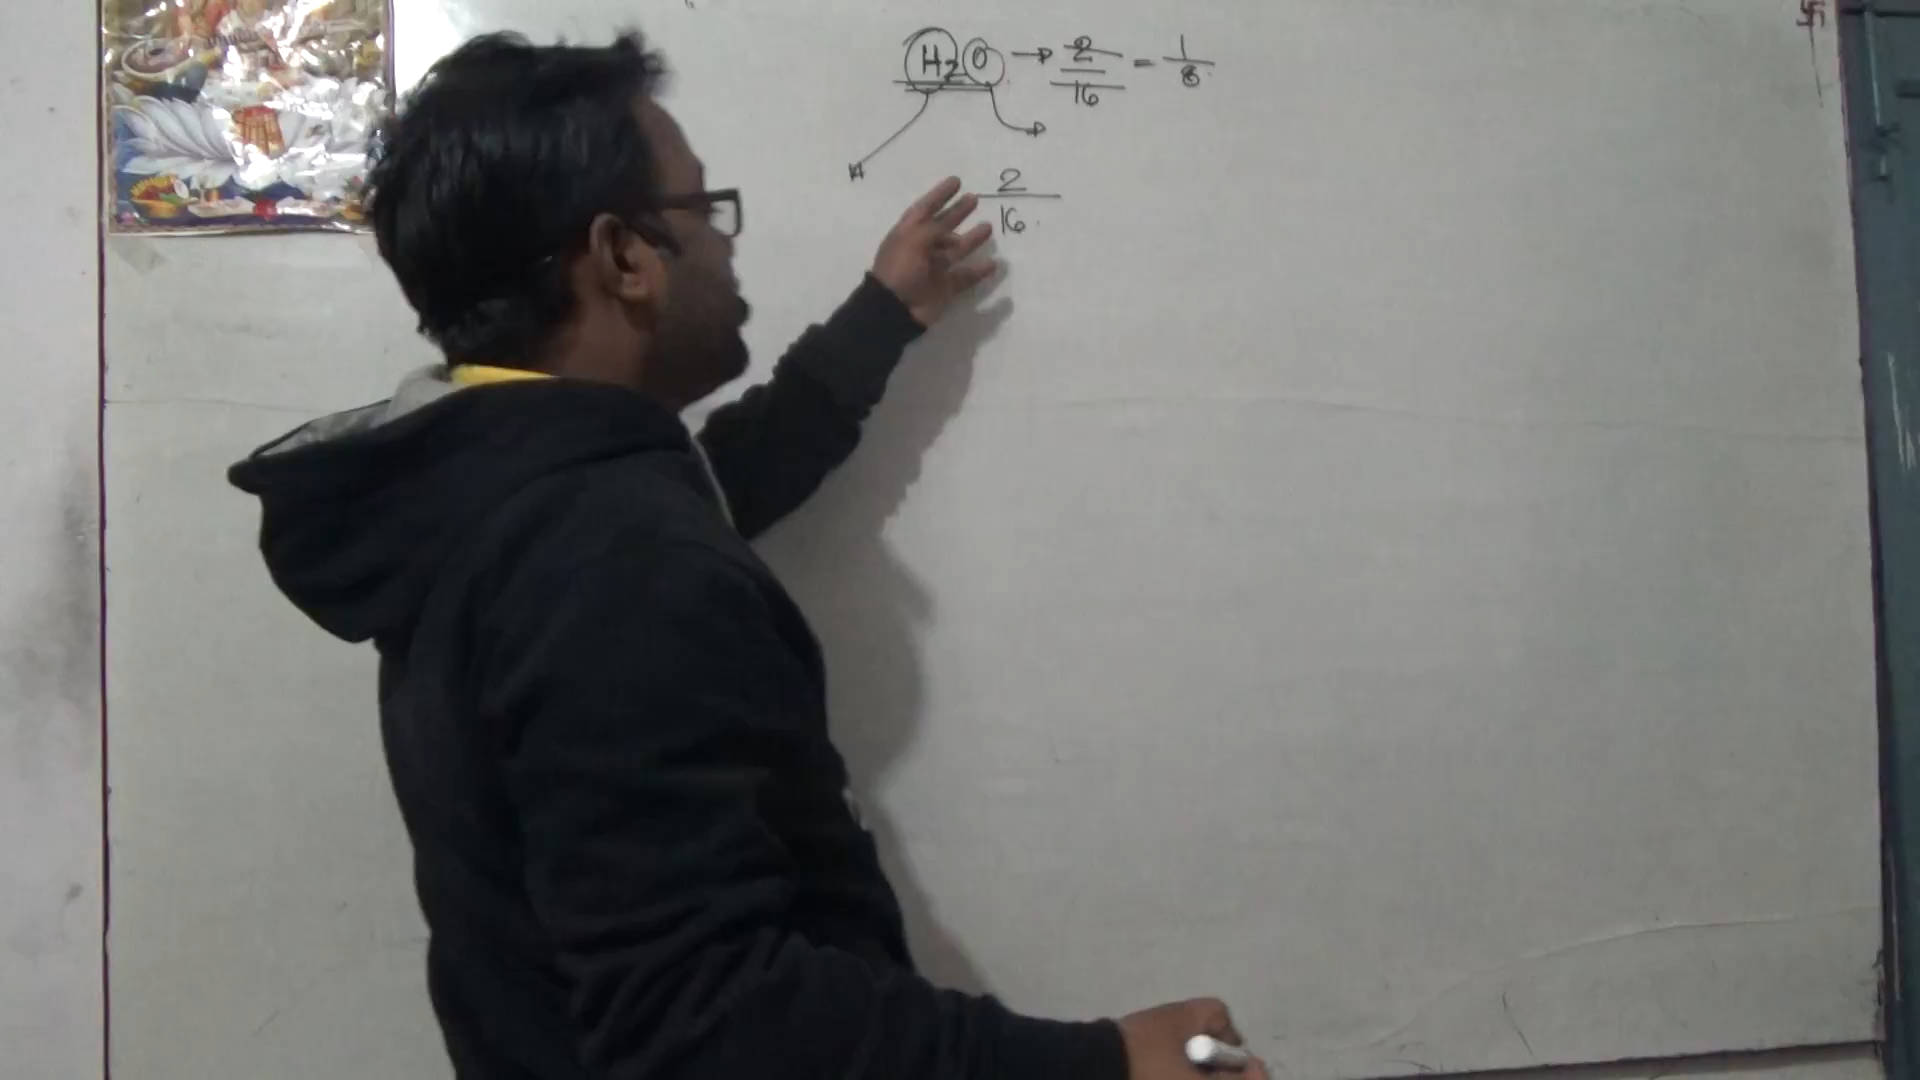 H2O → 2/16 = 1/8
2/16